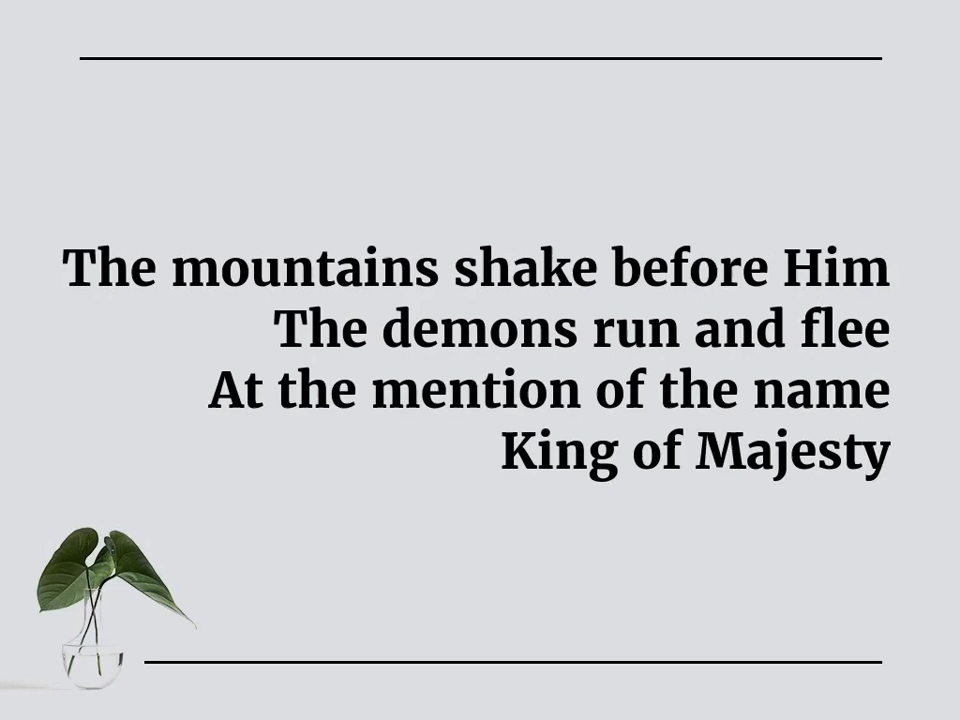 The mountains shake before Him
The demons run and flee
At the mention of the name
King of Majesty